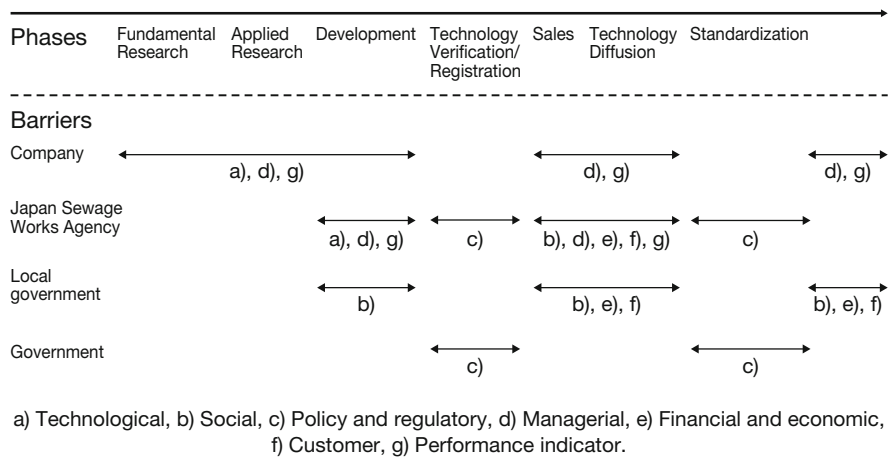 Phases
Fundamental Research
Applied Research
Development
Technology Verification/ Registration
Sales
Technology Diffusion
Standardization
Barriers
Company
a), d), g)
d), g)
d), g)
Japan Sewage
Works Agency
a), d), g)
c)
b), d), e), f), g)
c)
Local
government
b)
b), e), f)
b), e), f)
Government
c)
c)
a) Technological, b) Social, c) Policy and regulatory, d) Managerial, e) Financial and economic,
f) Customer, g) Performance indicator.